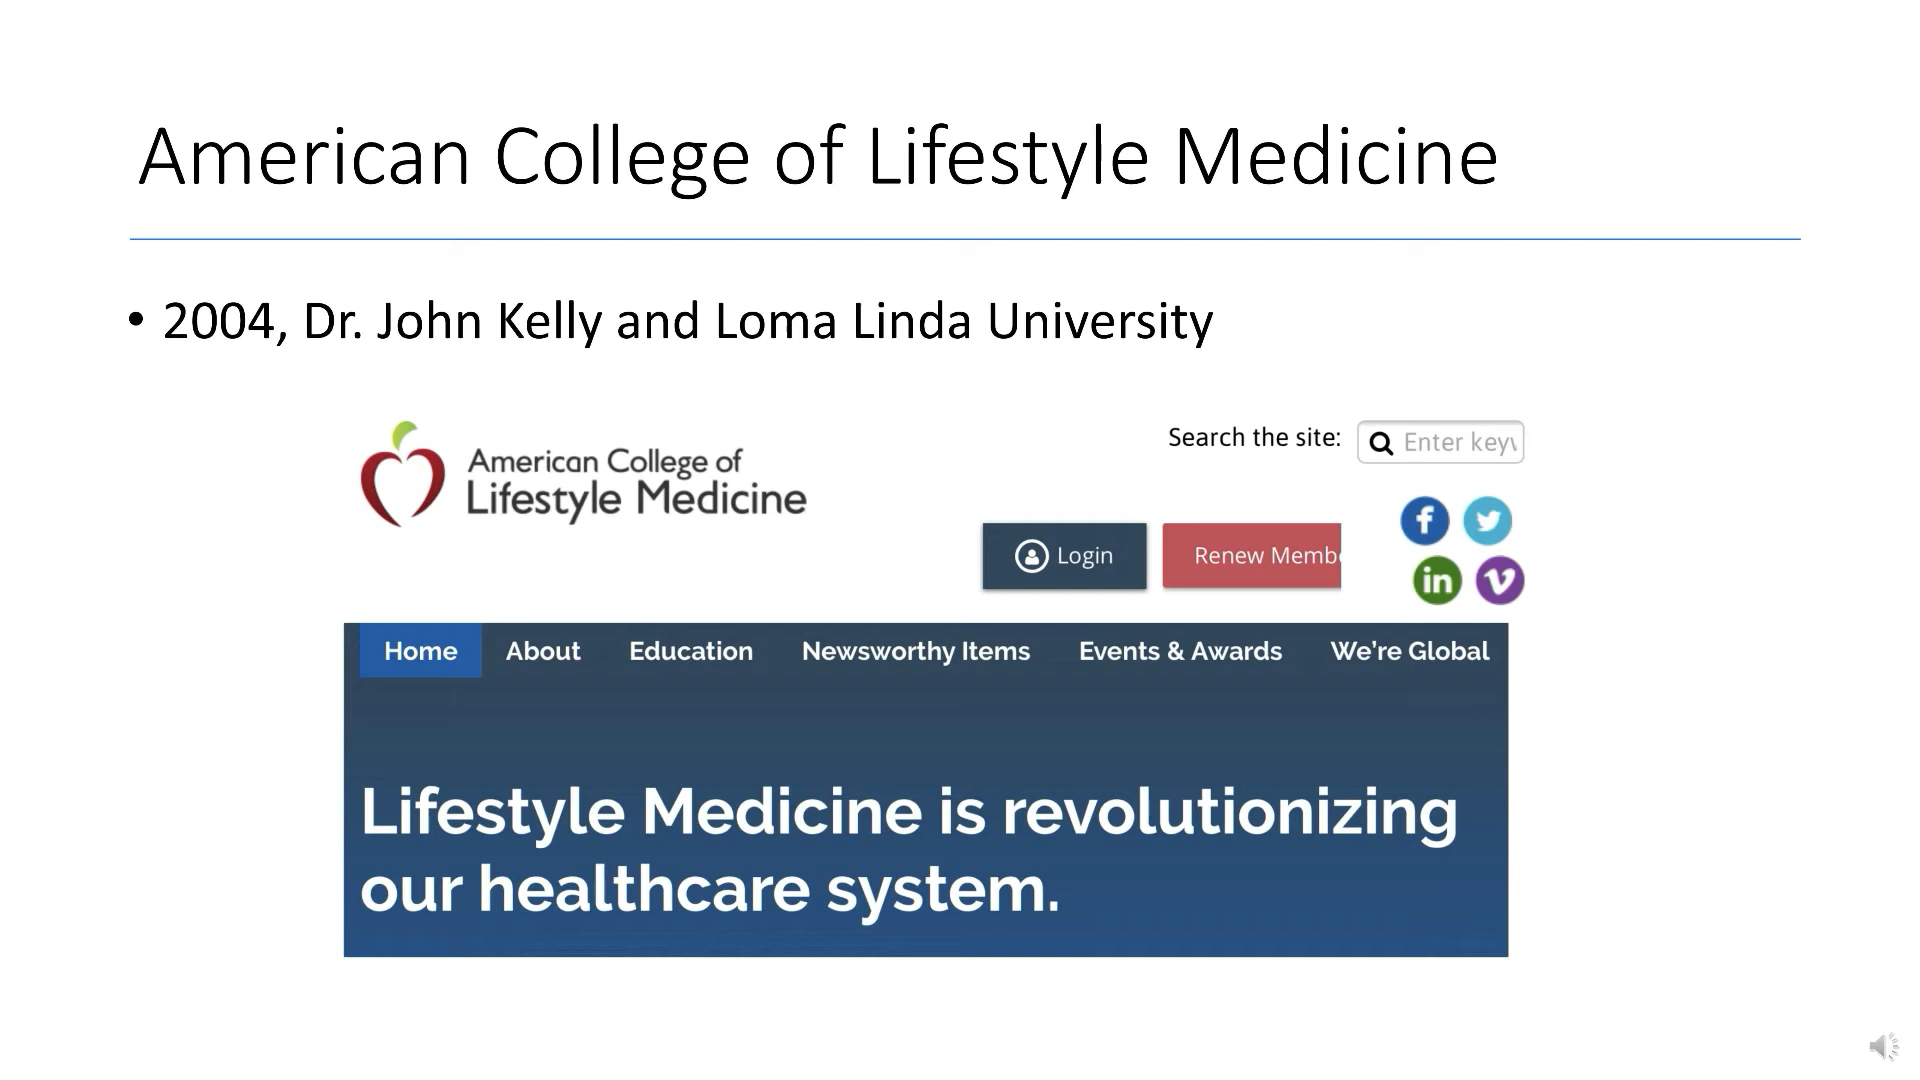 American College of Lifestyle Medicine
• 2004, Dr. John Kelly and Loma Linda University
American College of
Lifestyle Medicine
Search the site:
Enter keyw
Login
Renew Membe
Home About Education Newsworthy Items Events & Awards We're Global
Lifestyle Medicine is revolutionizing
our healthcare system.